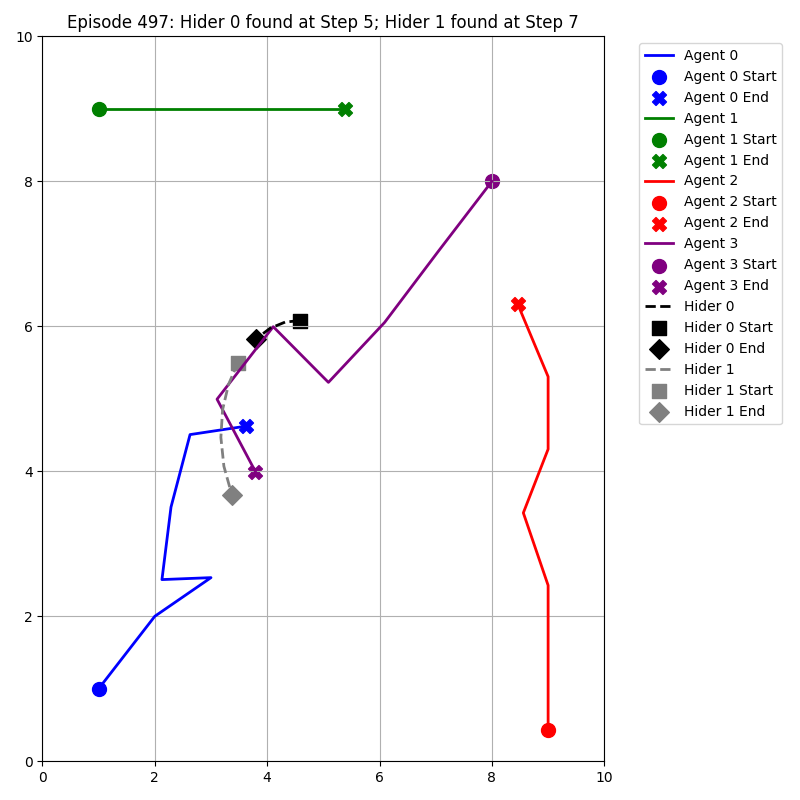 Episode 497: Hider 0 found at Step 5; Hider 1 found at Step 7
10
8
6
4
2
0
0 2 4 6 8 10
Agent 0
Agent 0 Start
Agent 0 End
Agent 1
Agent 1 Start
Agent 1 End
Agent 2
Agent 2 Start
Agent 2 End
Agent 3
Agent 3 Start
Agent 3 End
Hider 0
Hider 0 Start
Hider 0 End
Hider 1
Hider 1 Start
Hider 1 End